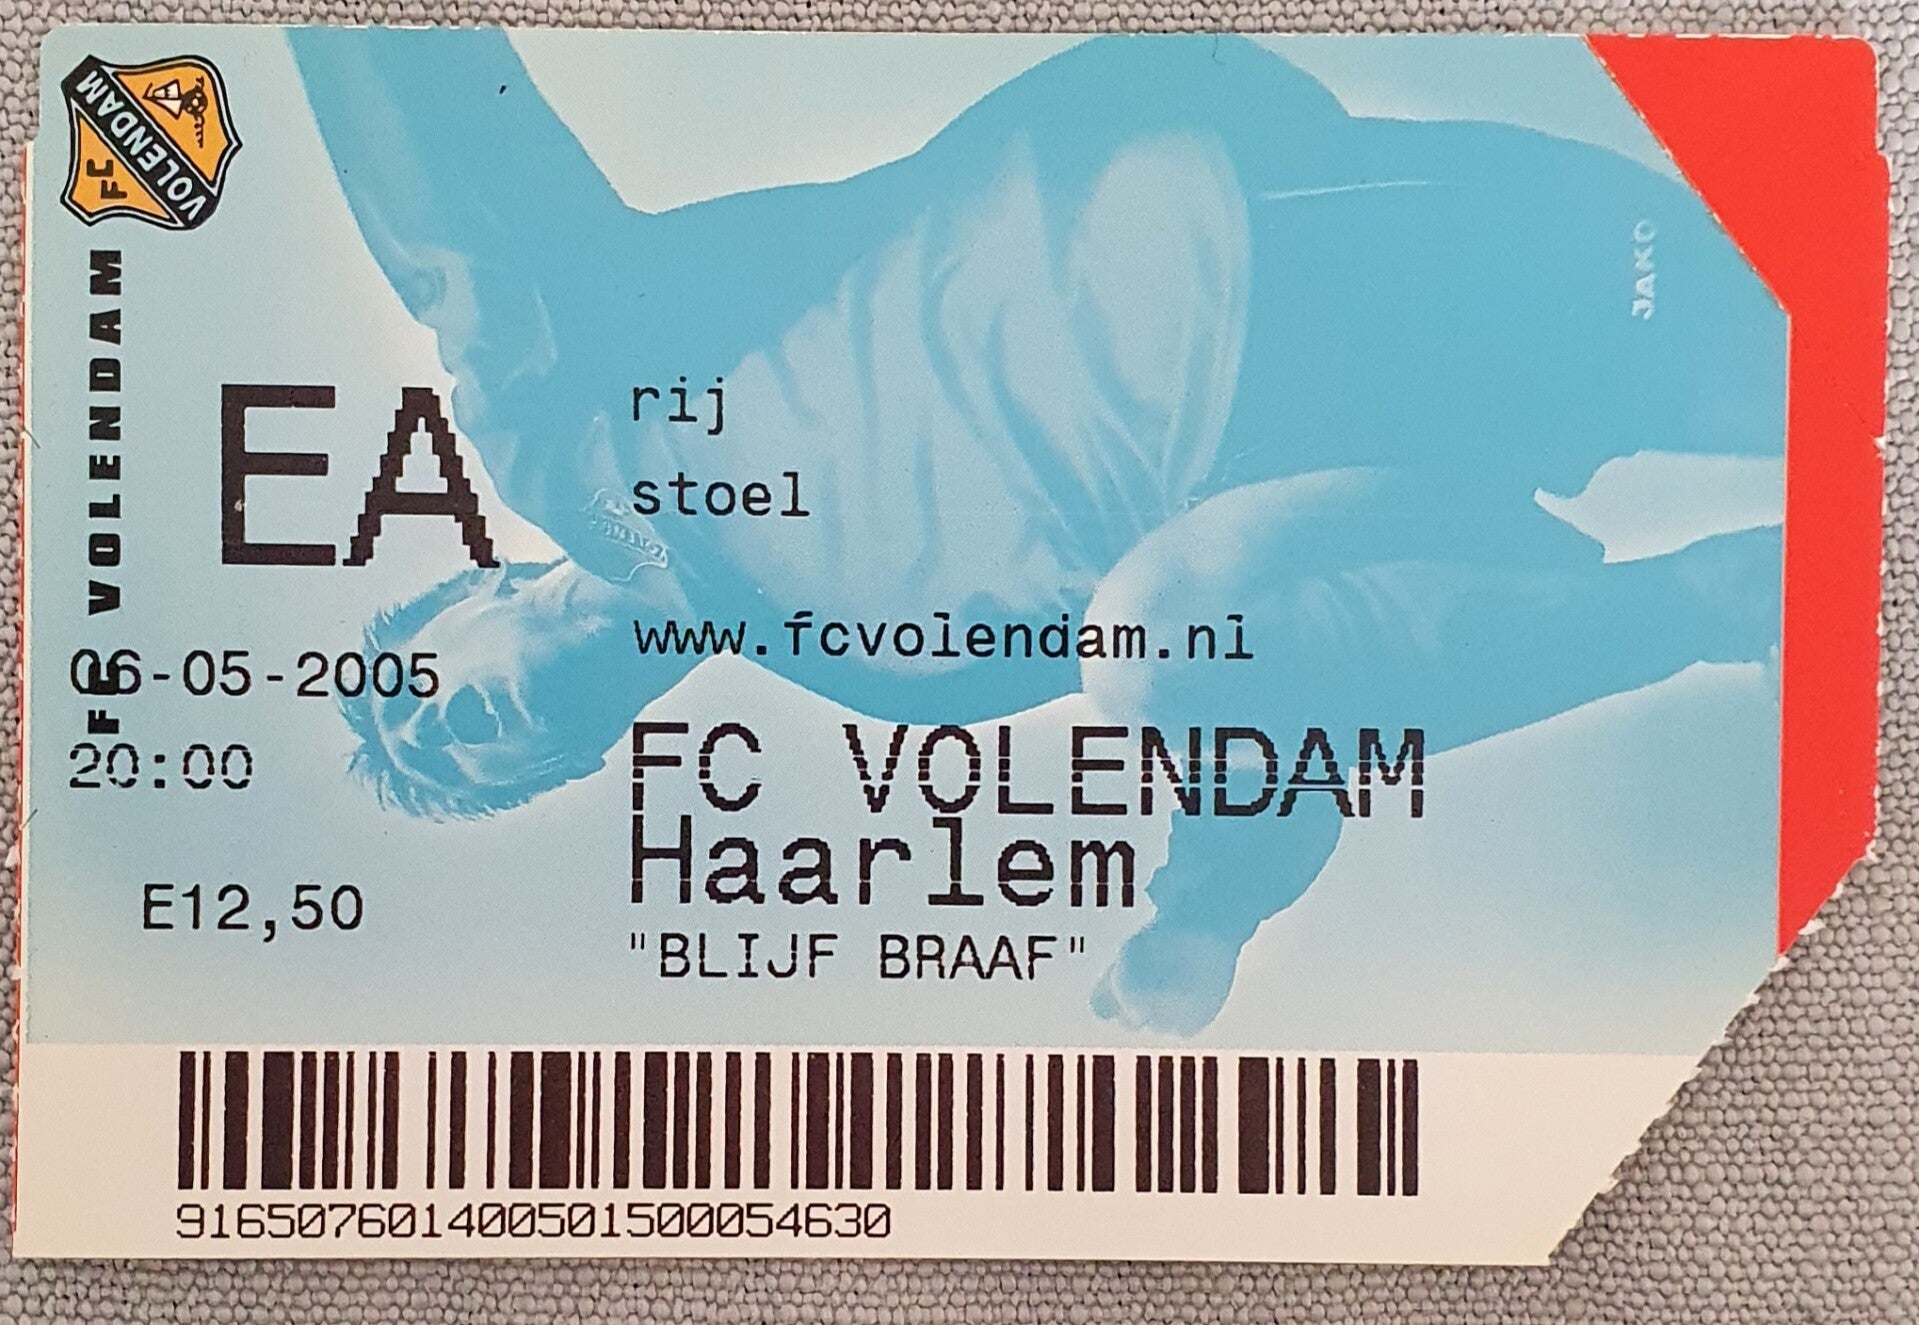 FC VOLENDAM
FC VOLENDAM
EA
rij
stoel
JAKO
www.fcvolendam.nl
06-05-2005
20:00
FC VOLENDAM
Haarlem
E12,50
"BLIJF BRAAF"
916507601400501500054630